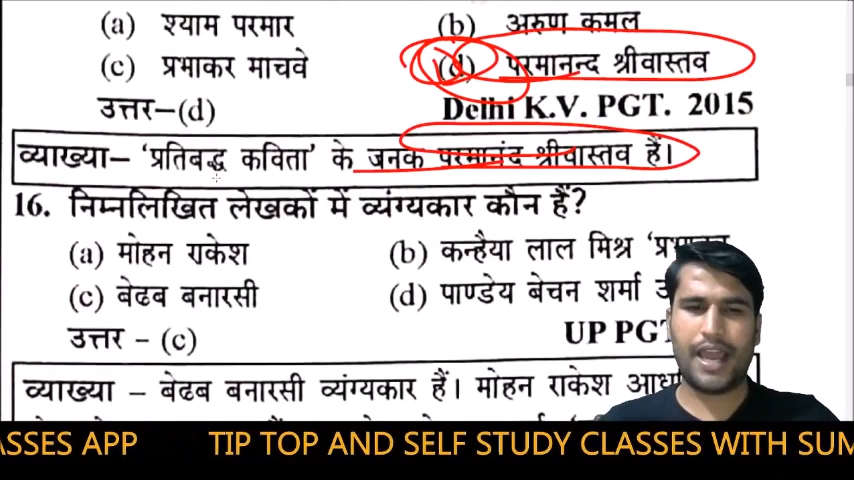 (a) श्याम परमार (b) अरुण कमल
(c) प्रभाकर माचवे (d) परमानन्द श्रीवास्तव
उत्तर–(d) Delhi K.V. PGT. 2015
व्याख्या– ‘प्रतिबद्ध कविता’ के जनक परमानंद श्रीवास्तव हैं।
16. निम्नलिखित लेखकों में व्यंग्यकार कौन हैं?
(a) मोहन राकेश (b) कन्हैया लाल मिश्र
(c) बेढब बनारसी (d) पाण्डेय बेचन शर्मा
उत्तर - (c) UP PGT
व्याख्या – बेढब बनारसी व्यंग्यकार हैं। मोहन राकेश
ASSES APP TIP TOP AND SELF STUDY CLASSES WITH SUM